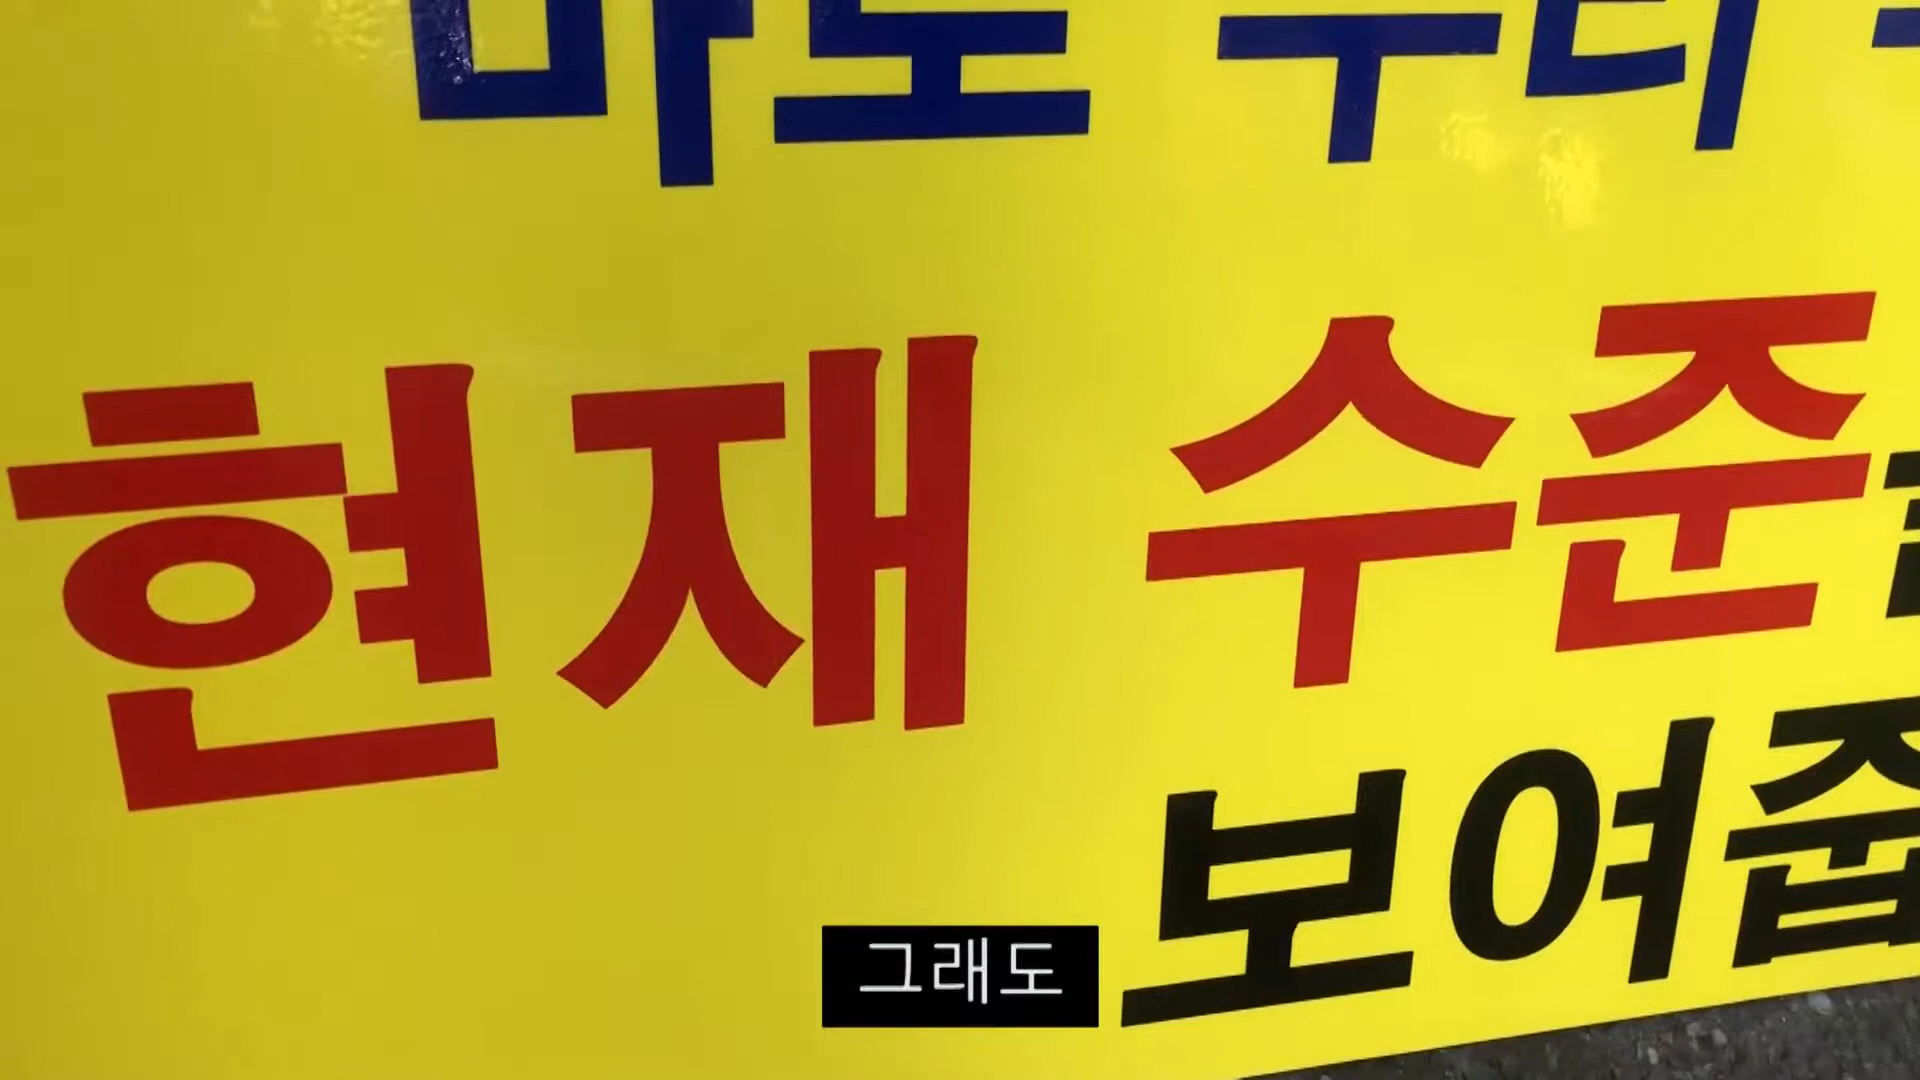 바로 우리
현재 수준
보여줍
그래도